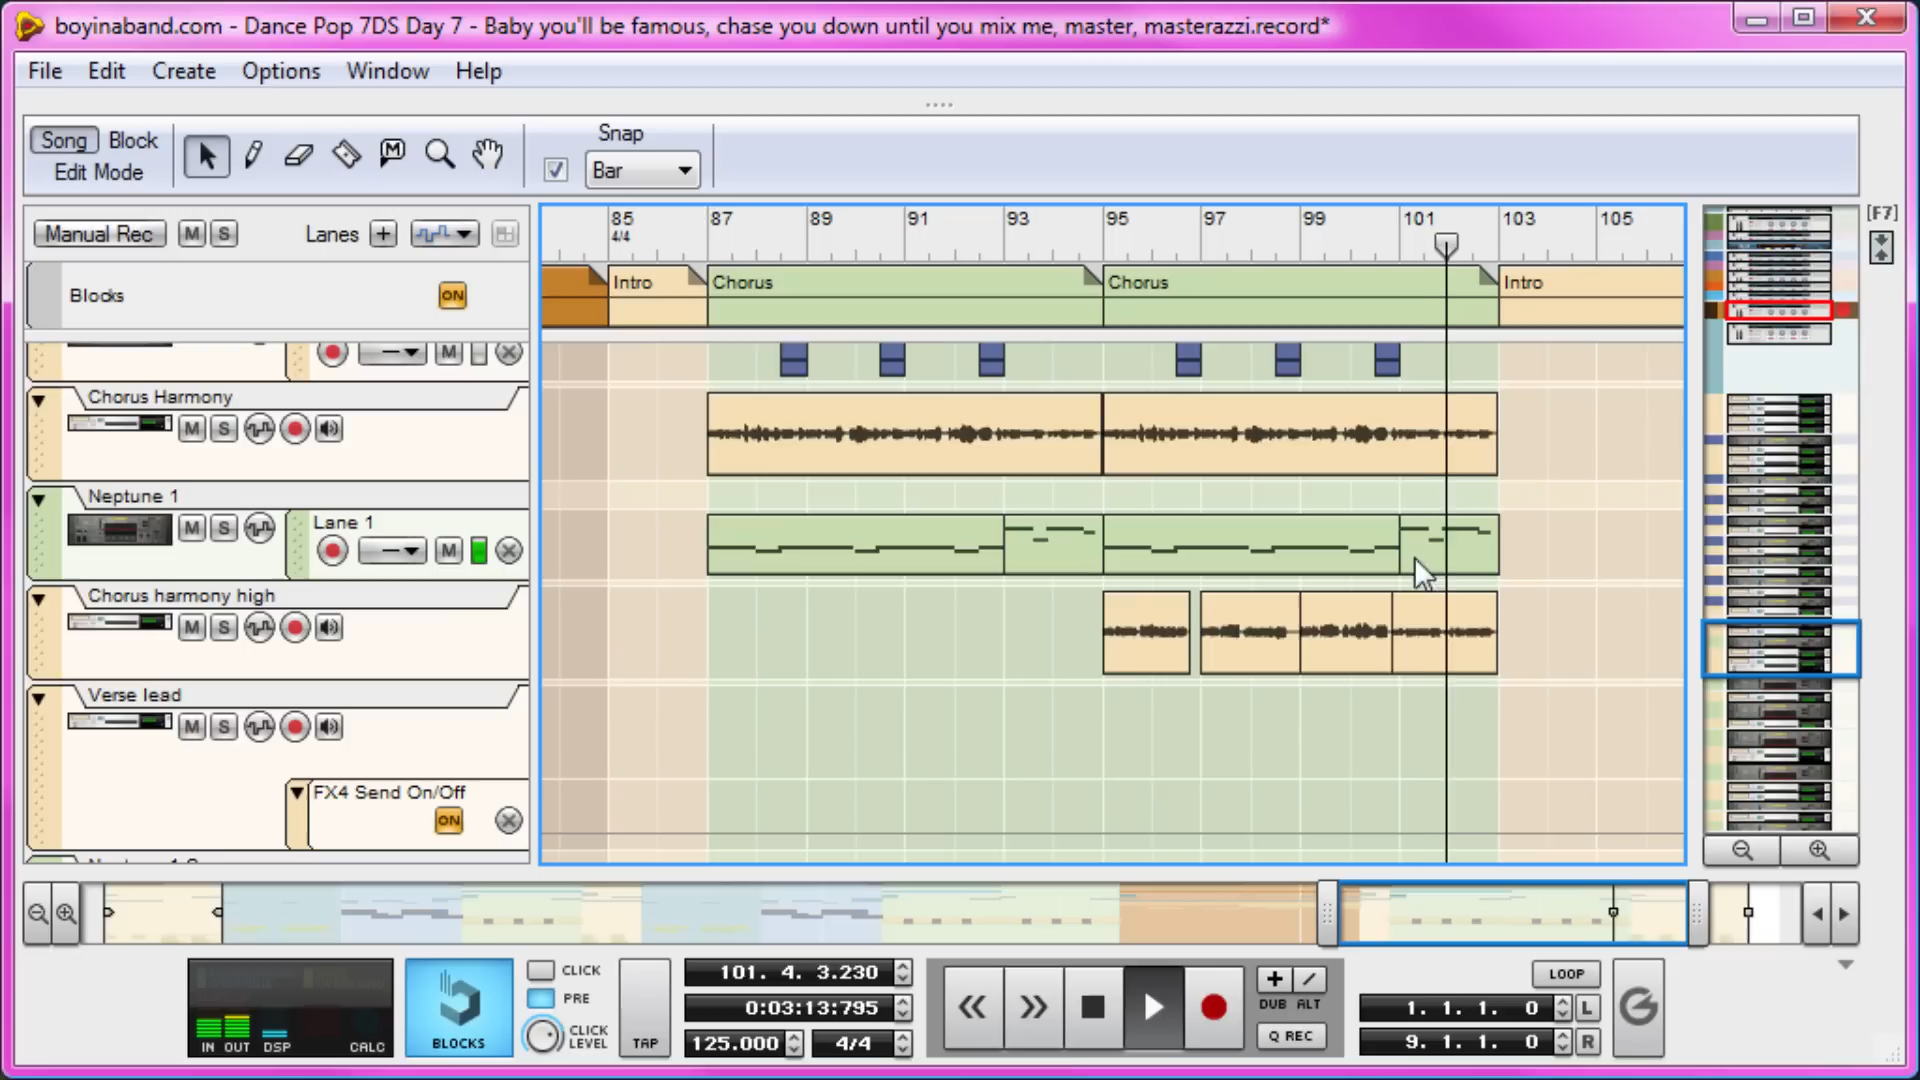 boyinaband.com - Dance Pop 7DS Day 7 - Baby you'll be famous, chase you down until you mix me, master, masterazzi.record*
File Edit Create Options Window Help
Song Block
Edit Mode
M
Snap
Bar
Manual Rec M S Lanes +
85 87 89 91 93 95 97 99 101 103 105
4/4
[F7]
Blocks ON
Intro Chorus Chorus Intro
M
Chorus Harmony
M S
Neptune 1
M S
Lane 1
M
Chorus harmony high
M S
Verse lead
M S
FX4 Send On/Off
ON
IN OUT DSP CALC
BLOCKS
CLICK
PRE
CLICK LEVEL
TAP
101. 4. 3.230
0:03:13:795
125.000 4/4
DUB ALT
Q REC
LOOP
1. 1. 1. 0 L
9. 1. 1. 0 R